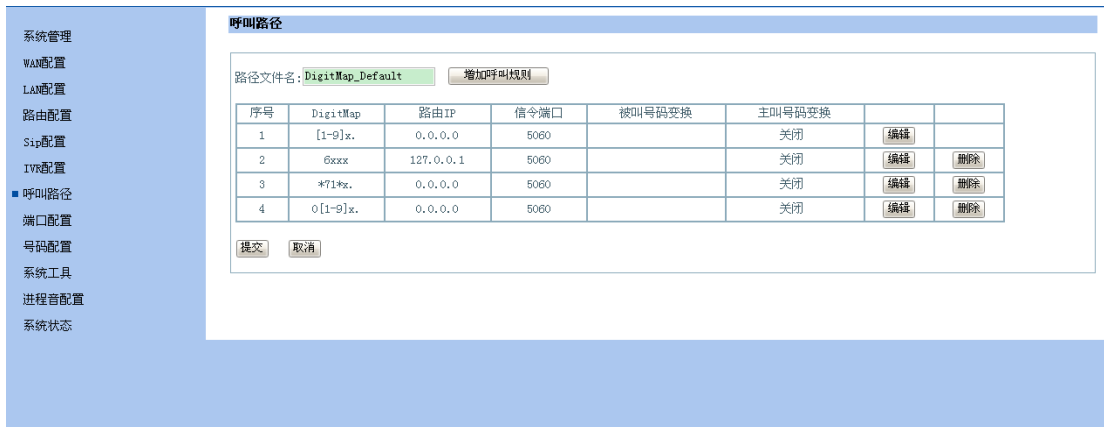 系统管理
WAN配置
LAN配置
路由配置
Sip配置
IVR配置
呼叫路径
端口配置
号码配置
系统工具
进程音配置
系统状态
呼叫路径
路径文件名: DigitMap_Default 增加呼叫规则
序号 DigitMap 路由IP 信令端口 被叫号码变换 主叫号码变换
1 [1-9]x. 0.0.0.0 5060 关闭 编辑
2 6xxx 127.0.0.1 5060 关闭 编辑 删除
3 *71*x. 0.0.0.0 5060 关闭 编辑 删除
4 0[1-9]x. 0.0.0.0 5060 关闭 编辑 删除
提交 取消